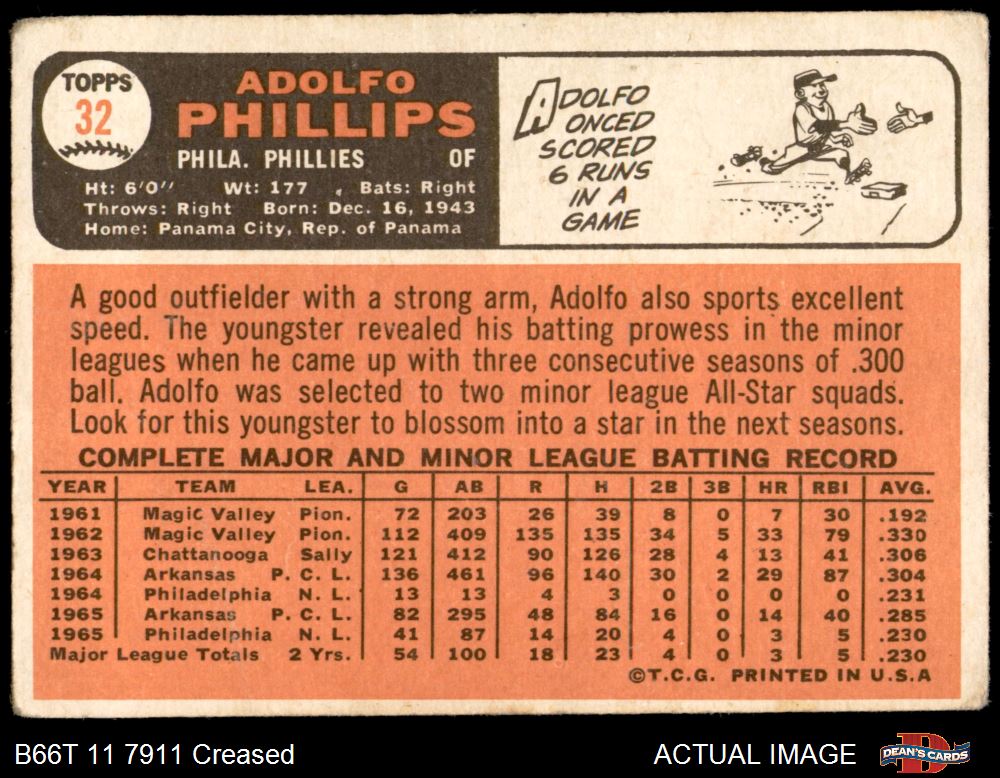 TOPPS
32
ADOLFO
PHILLIPS
PHILA. PHILLIES OF
Ht: 6'0" Wt: 177 Bats: Right
Throws: Right Born: Dec. 16, 1943
Home: Panama City, Rep. of Panama
ADOLFO
ONCED
SCORED
6 RUNS
IN A
GAME
A good outfielder with a strong arm, Adolfo also sports excellent
speed. The youngster revealed his batting prowess in the minor
leagues when he came up with three consecutive seasons of .300
ball. Adolfo was selected to two minor league All-Star squads.
Look for this youngster to blossom into a star in the next seasons.
COMPLETE MAJOR AND MINOR LEAGUE BATTING RECORD
YEAR TEAM LEA. G AB R H 2B 3B HR RBI AVG.
1961 Magic Valley Pion. 72 203 26 39 8 0 7 30 .192
1962 Magic Valley Pion. 112 409 135 135 34 5 33 79 .330
1963 Chattanooga Sally 121 412 90 126 28 4 13 41 .306
1964 Arkansas P. C. L. 136 461 96 140 30 2 29 87 .304
1964 Philadelphia N. L. 13 13 4 3 0 0 0 0 .231
1965 Arkansas P. C. L. 82 295 48 84 16 0 14 40 .285
1965 Philadelphia N. L. 41 87 14 20 4 0 3 5 .230
Major League Totals 2 Yrs. 54 100 18 23 4 0 3 5 .230
©T.C.G. PRINTED IN U.S.A
B66T 11 7911 Creased ACTUAL IMAGE
DEAN'S CARDS